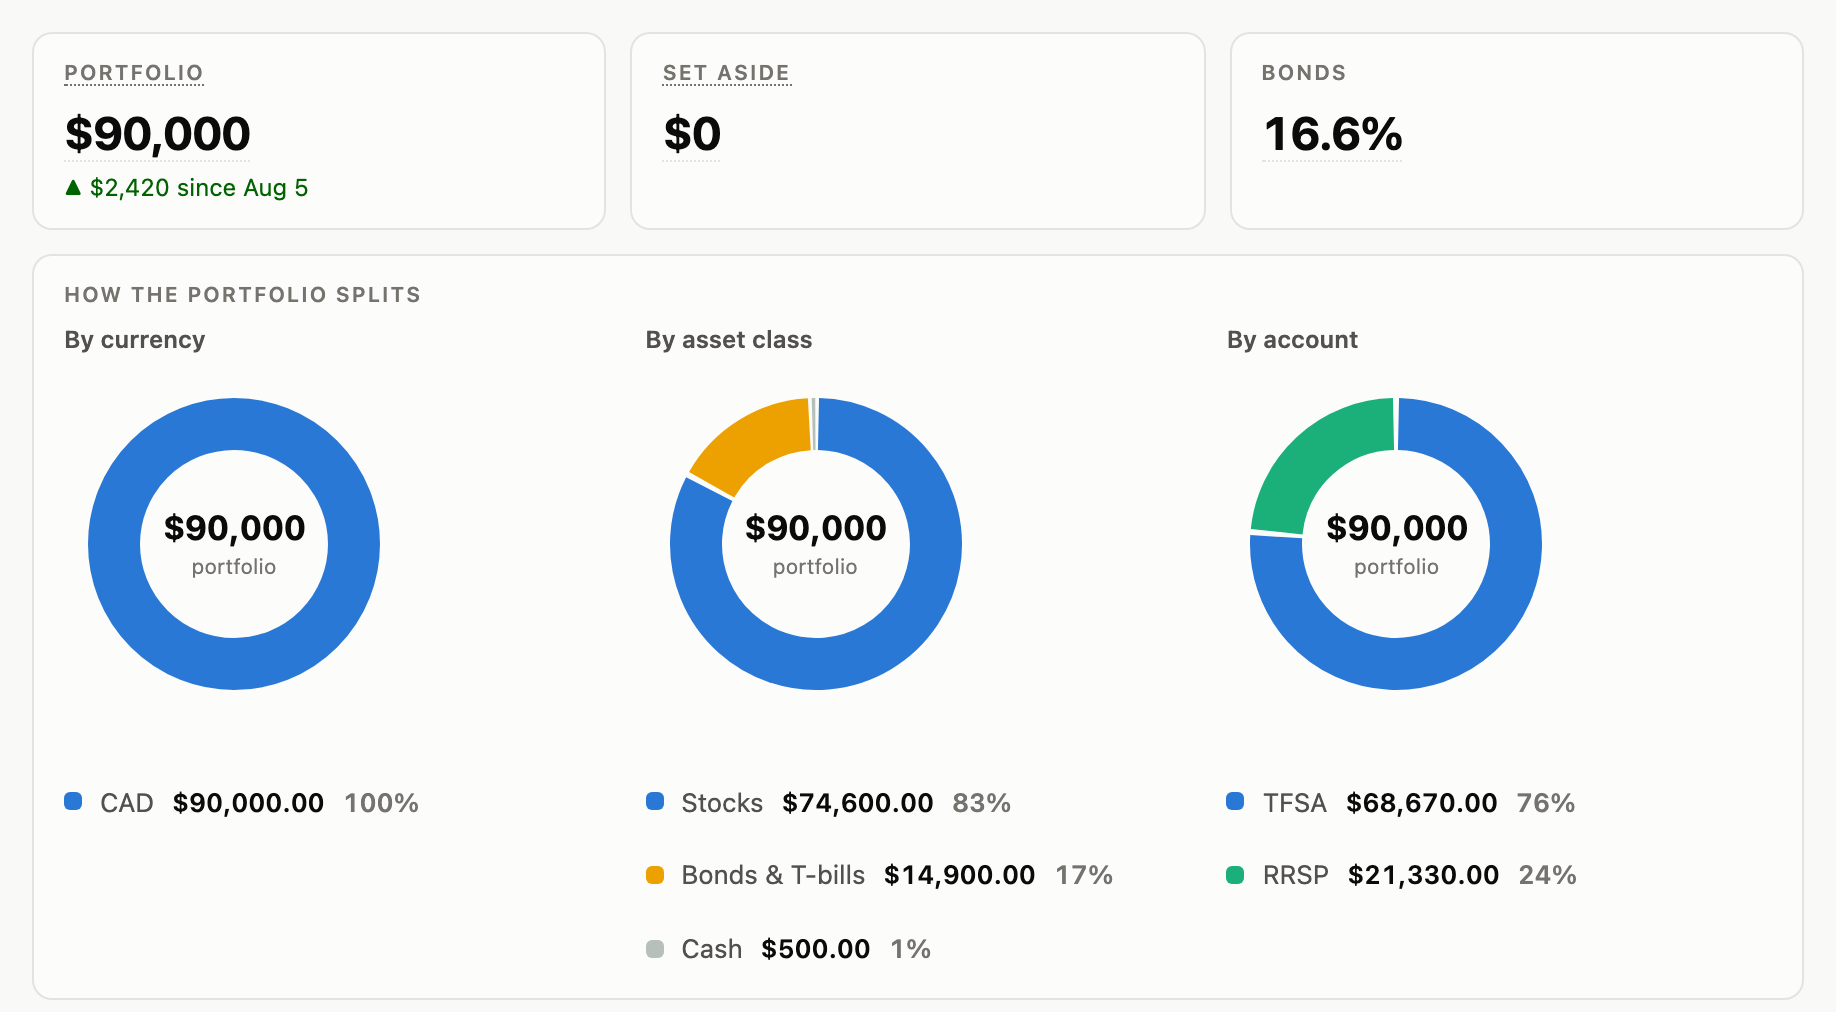 PORTFOLIO
$90,000
▲ $2,420 since Aug 5
SET ASIDE
$0
BONDS
16.6%
HOW THE PORTFOLIO SPLITS
By currency
$90,000
portfolio
CAD $90,000.00 100%
By asset class
$90,000
portfolio
Stocks $74,600.00 83%
Bonds & T-bills $14,900.00 17%
Cash $500.00 1%
By account
$90,000
portfolio
TFSA $68,670.00 76%
RRSP $21,330.00 24%